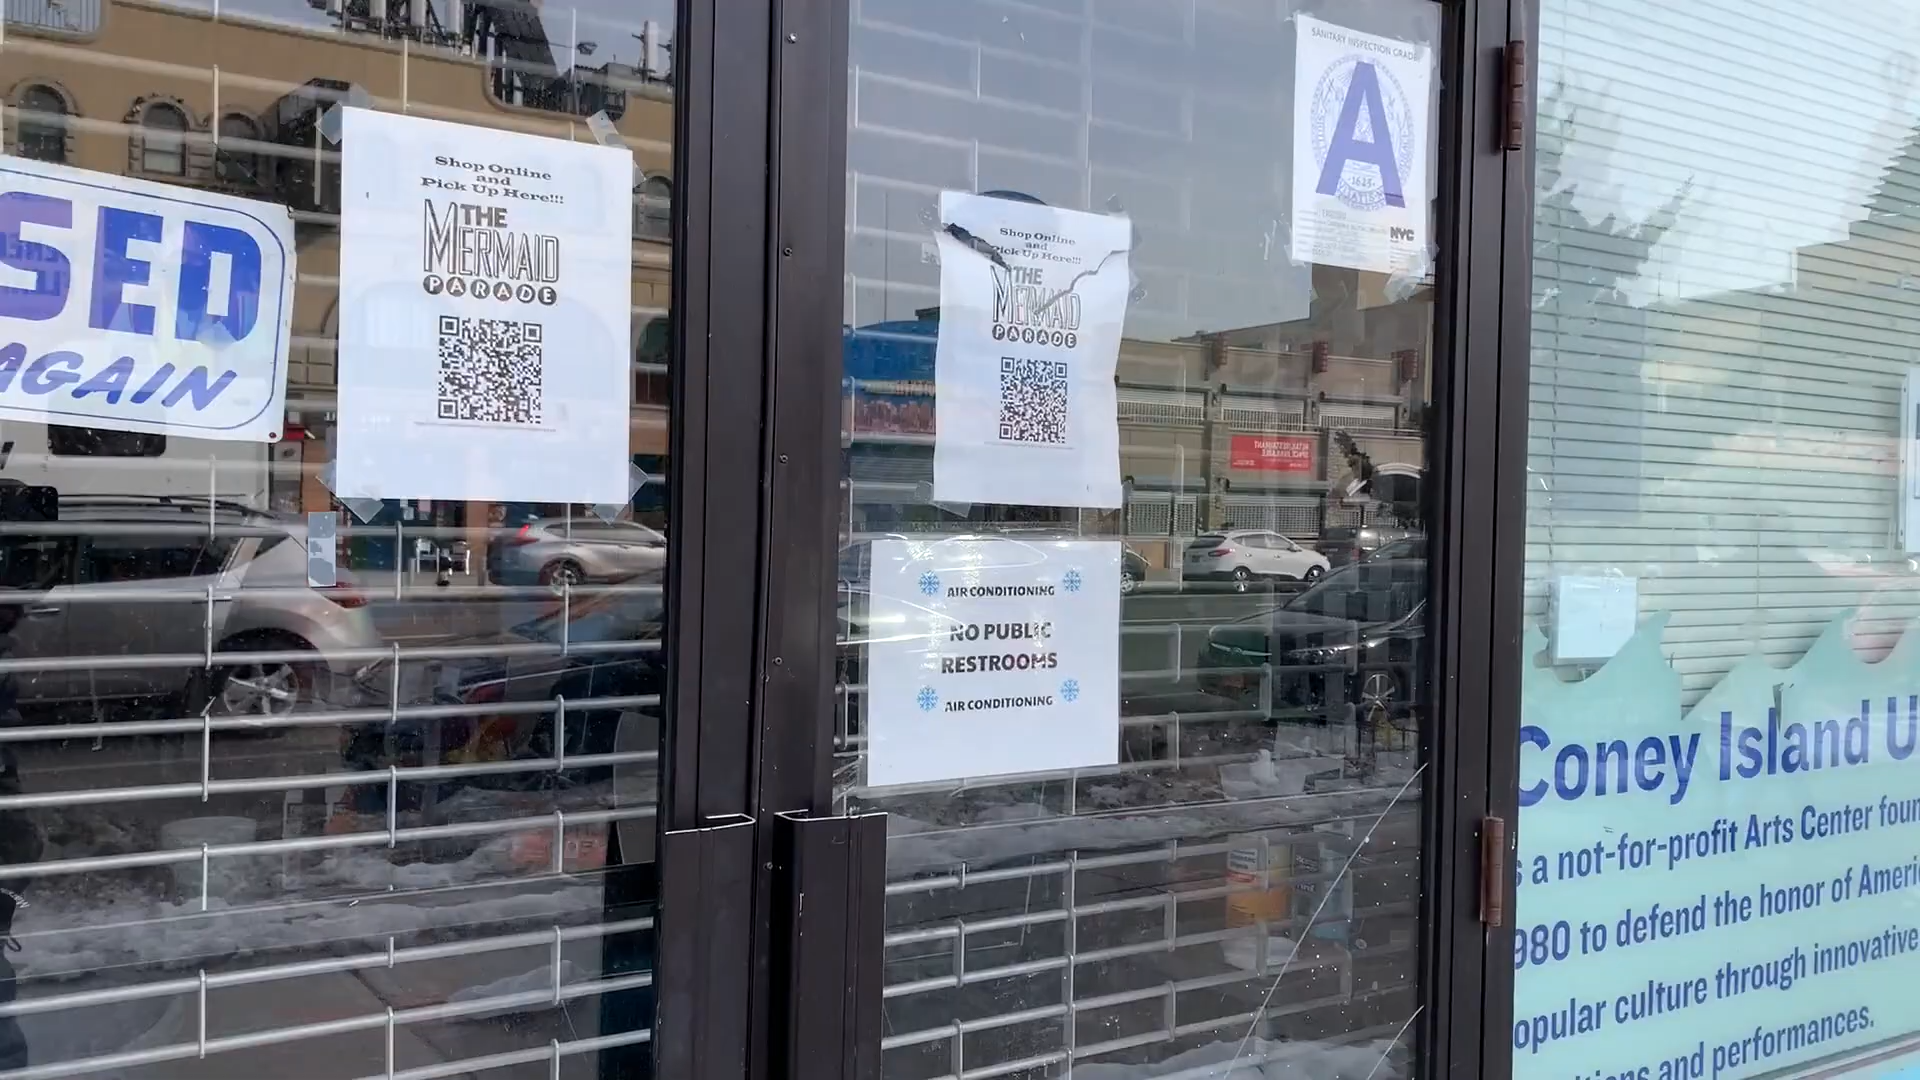 SED
AGAIN
Shop Online
and
Pick Up Here!!!
THE
MERMAID
PARADE
Shop Online
and
Pick Up Here!!!
THE
MERMAID
PARADE
AIR CONDITIONING
NO PUBLIC
RESTROOMS
AIR CONDITIONING
SANITARY INSPECTION GRADE
A
1625
NYC
Coney Island U
s a not-for-profit Arts Center foun
980 to defend the honor of Ameri
opular culture through innovative
tions and performances.